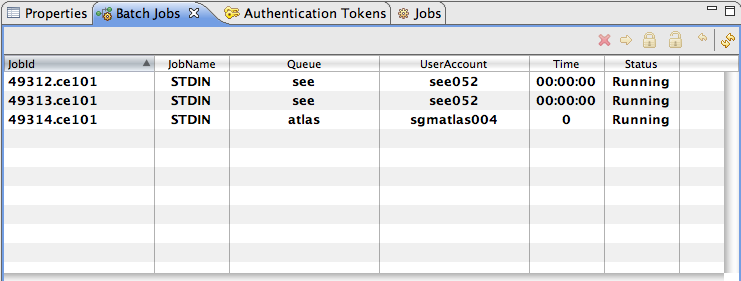 Properties Batch Jobs Authentication Tokens Jobs
JobId JobName Queue UserAccount Time Status
49312.ce101 STDIN see see052 00:00:00 Running
49313.ce101 STDIN see see052 00:00:00 Running
49314.ce101 STDIN atlas sgmatlas004 0 Running